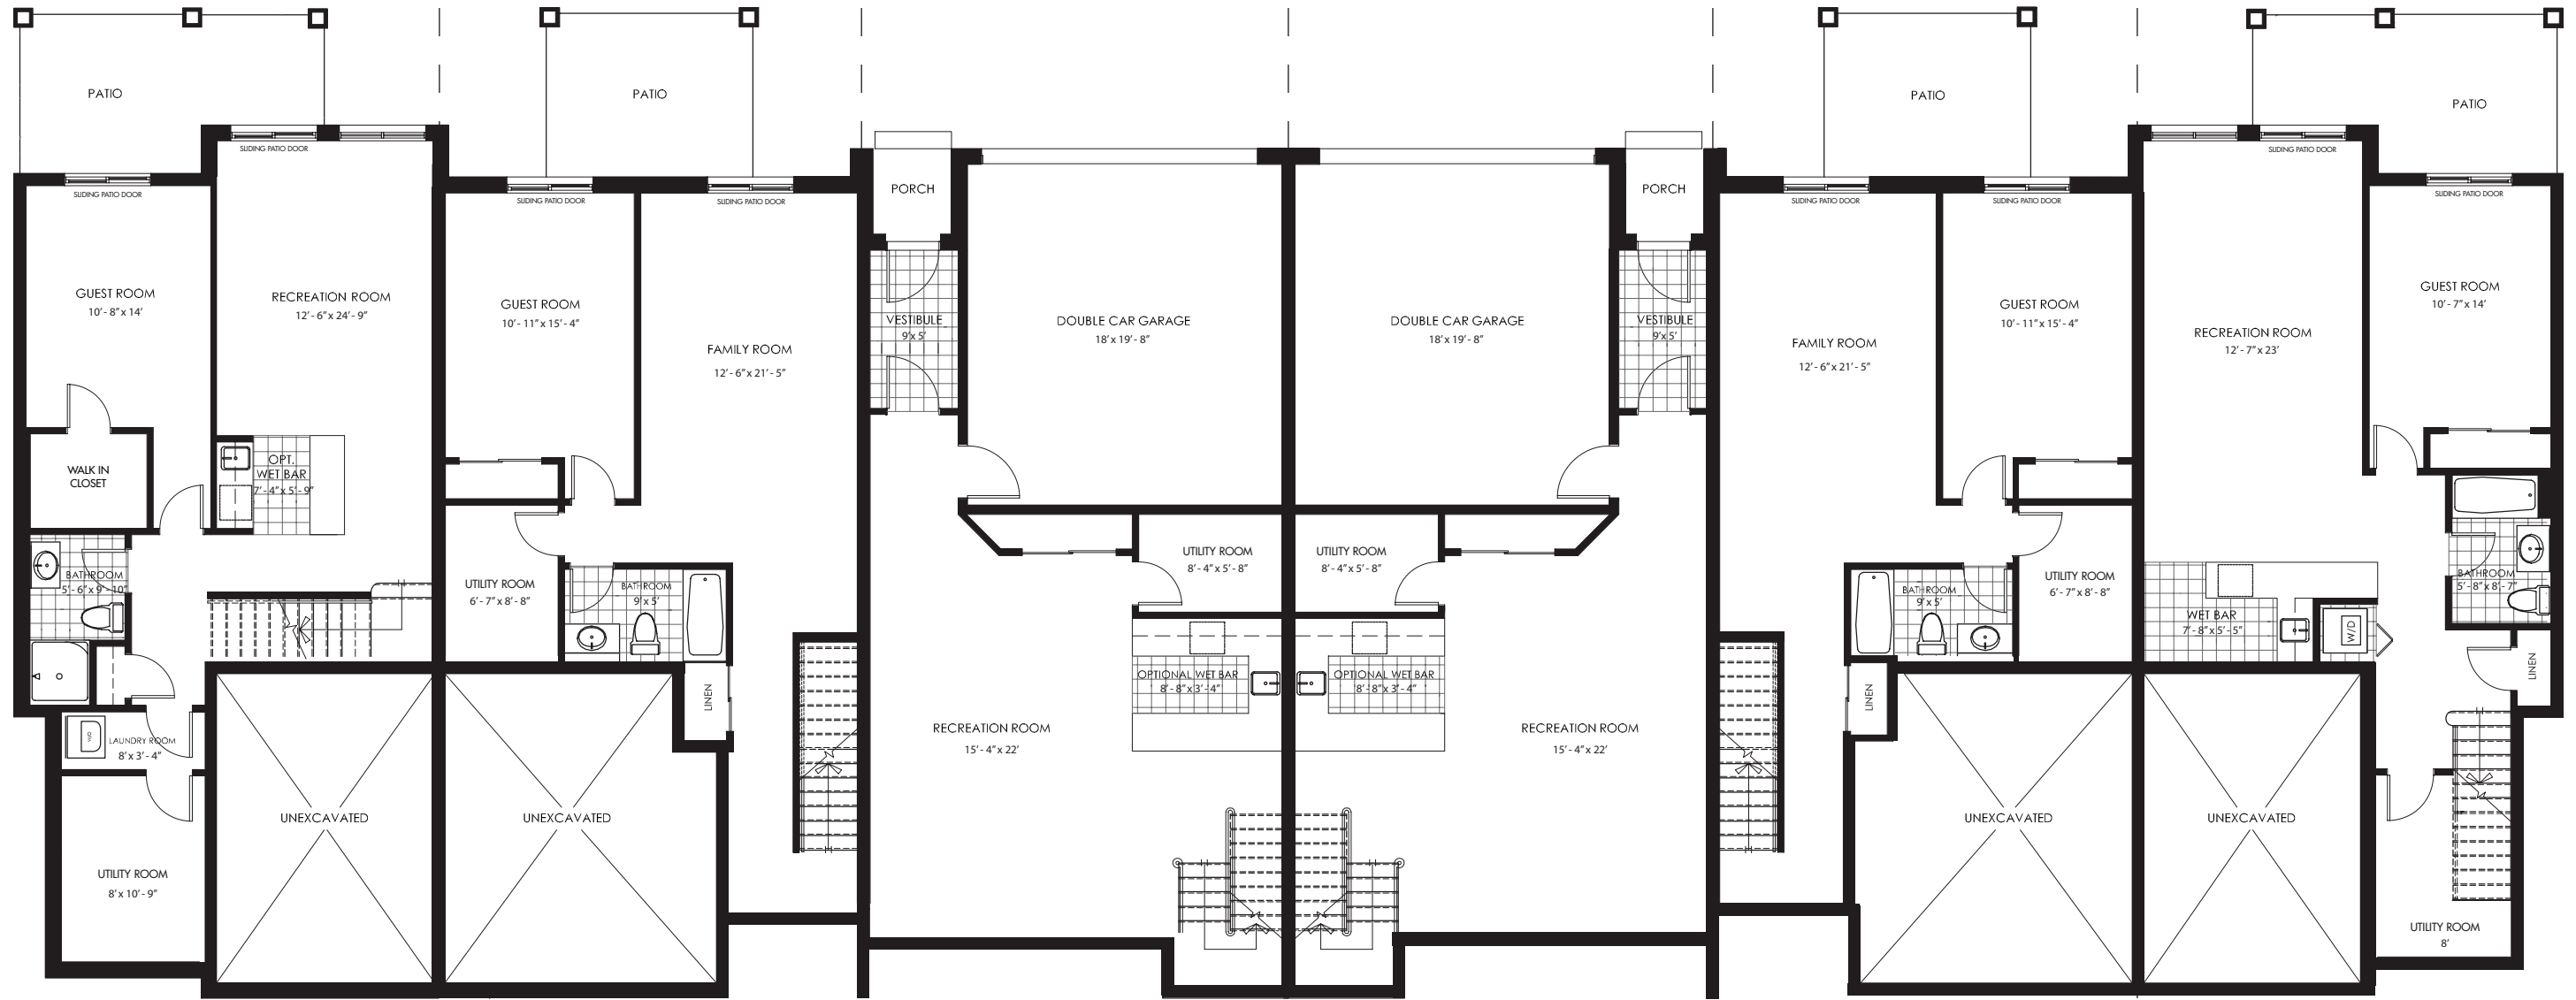 PATIO
SLIDING PATIO DOOR
SLIDING PATIO DOOR
GUEST ROOM
10' - 8" x 14'
RECREATION ROOM
12' - 6" x 24' - 9"
WALK IN
CLOSET
OPT.
WET BAR
7' - 4" x 5' - 9"
BATHROOM
5' - 6" x 9' - 10"
W/D
LAUNDRY ROOM
8' x 3' - 4"
UTILITY ROOM
8' x 10' - 9"
UNEXCAVATED
PATIO
SLIDING PATIO DOOR
SLIDING PATIO DOOR
GUEST ROOM
10' - 11" x 15' - 4"
FAMILY ROOM
12' - 6" x 21' - 5"
UTILITY ROOM
6' - 7" x 8' - 8"
BATHROOM
9' x 5'
LINEN
UNEXCAVATED
PORCH
VESTIBULE
9' x 5'
DOUBLE CAR GARAGE
18' x 19' - 8"
UTILITY ROOM
8' - 4" x 5' - 8"
OPTIONAL WET BAR
8' - 8" x 3' - 4"
RECREATION ROOM
15' - 4" x 22'
PORCH
VESTIBULE
9' x 5'
DOUBLE CAR GARAGE
18' x 19' - 8"
UTILITY ROOM
8' - 4" x 5' - 8"
OPTIONAL WET BAR
8' - 8" x 3' - 4"
RECREATION ROOM
15' - 4" x 22'
PATIO
SLIDING PATIO DOOR
SLIDING PATIO DOOR
FAMILY ROOM
12' - 6" x 21' - 5"
GUEST ROOM
10' - 11" x 15' - 4"
UTILITY ROOM
6' - 7" x 8' - 8"
BATHROOM
9' x 5'
LINEN
UNEXCAVATED
PATIO
SLIDING PATIO DOOR
SLIDING PATIO DOOR
RECREATION ROOM
12' - 7" x 23'
GUEST ROOM
10' - 7" x 14'
BATHROOM
5' - 8" x 8' - 7"
WET BAR
7' - 8" x 5' - 5"
W/D
LINEN
UNEXCAVATED
UTILITY ROOM
8'